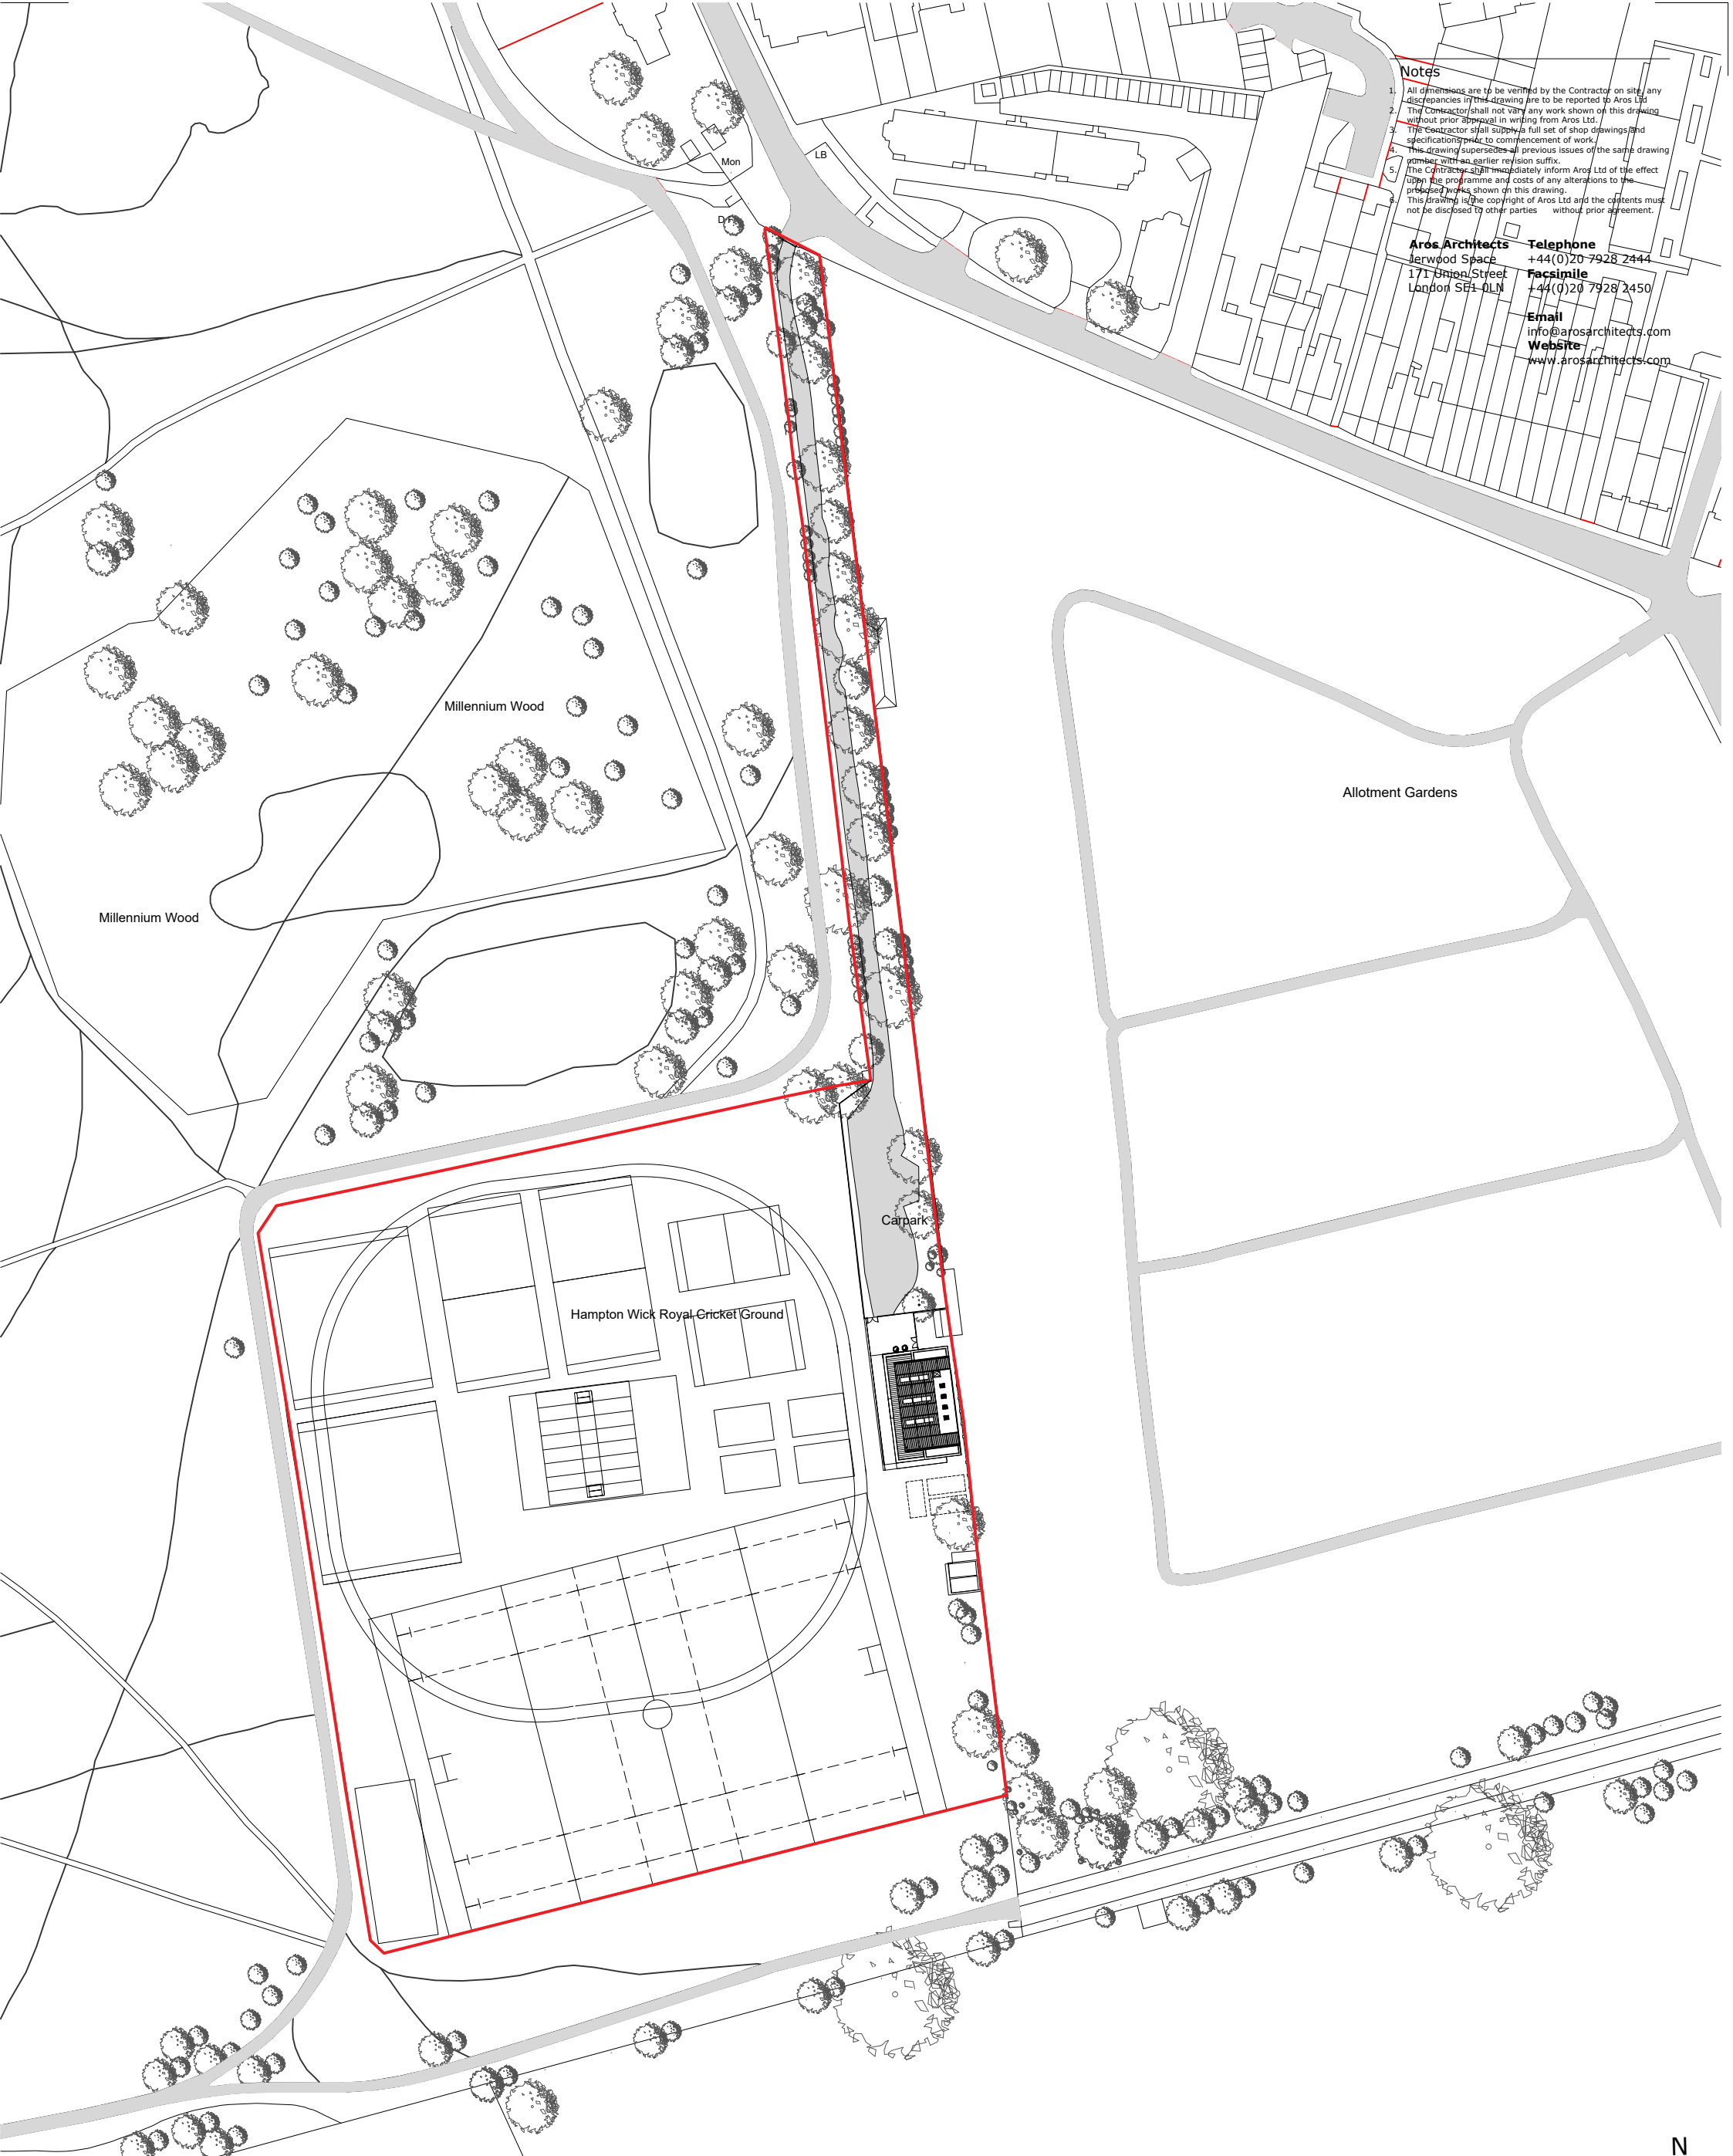 Notes
1. All dimensions are to be verified by the Contractor on site, any
discrepancies in this drawing are to be reported to Aros Ltd
2. The Contractor shall not vary any work shown on this drawing
without prior approval in writing from Aros Ltd.
3. The Contractor shall supply a full set of shop drawings and
specifications prior to commencement of work.
4. This drawing supersedes all previous issues of the same drawing
number with an earlier revision suffix.
5. The Contractor shall immediately inform Aros Ltd of the effect
upon the programme and costs of any alterations to the
proposed works shown on this drawing.
6. This drawing is the copyright of Aros Ltd and the contents must
not be disclosed to other parties without prior agreement.
Aros Architects
Jerwood Space
171 Union Street
London SE1 0LN
Telephone
+44(0)20 7928 2444
Facsimile
+44(0)20 7928 2450
Email
info@arosarchitects.com
Website
www.arosarchitects.com
Mon
LB
Millennium Wood
Allotment Gardens
Millennium Wood
Carpark
Hampton Wick Royal Cricket Ground
N